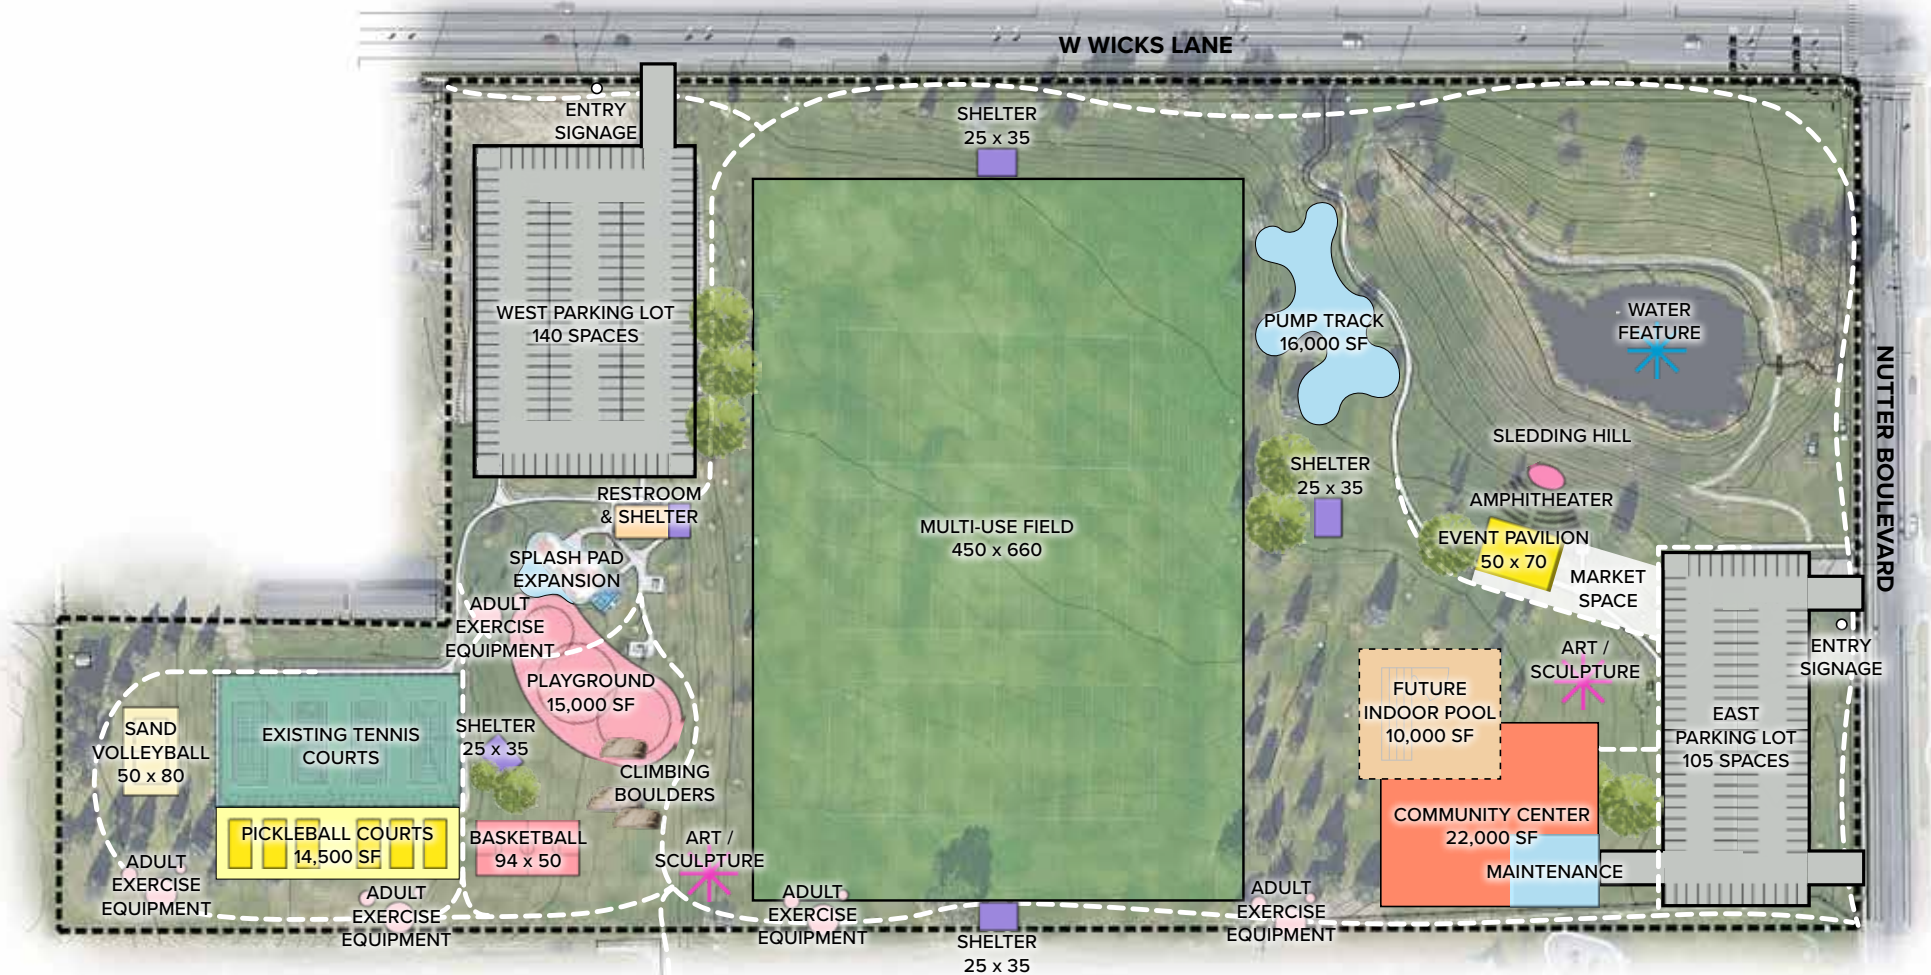 W WICKS LANE
ENTRY
SIGNAGE
SHELTER
25 x 35
WEST PARKING LOT
140 SPACES
PUMP TRACK
16,000 SF
WATER
FEATURE
NUTTER BOULEVARD
SLEDDING HILL
SHELTER
25 x 35
AMPHITHEATER
RESTROOM
& SHELTER
MULTI-USE FIELD
450 x 660
EVENT PAVILION
50 x 70
MARKET
SPACE
SPLASH PAD
EXPANSION
ADULT
EXERCISE
EQUIPMENT
ENTRY
SIGNAGE
ART /
SCULPTURE
PLAYGROUND
15,000 SF
FUTURE
INDOOR POOL
10,000 SF
EAST
PARKING LOT
105 SPACES
SAND
VOLLEYBALL
50 x 80
EXISTING TENNIS
COURTS
SHELTER
25 x 35
CLIMBING
BOULDERS
COMMUNITY CENTER
22,000 SF
MAINTENANCE
PICKLEBALL COURTS
14,500 SF
BASKETBALL
94 x 50
ART /
SCULPTURE
ADULT
EXERCISE
EQUIPMENT
ADULT
EXERCISE
EQUIPMENT
ADULT
EXERCISE
EQUIPMENT
ADULT
EXERCISE
EQUIPMENT
SHELTER
25 x 35